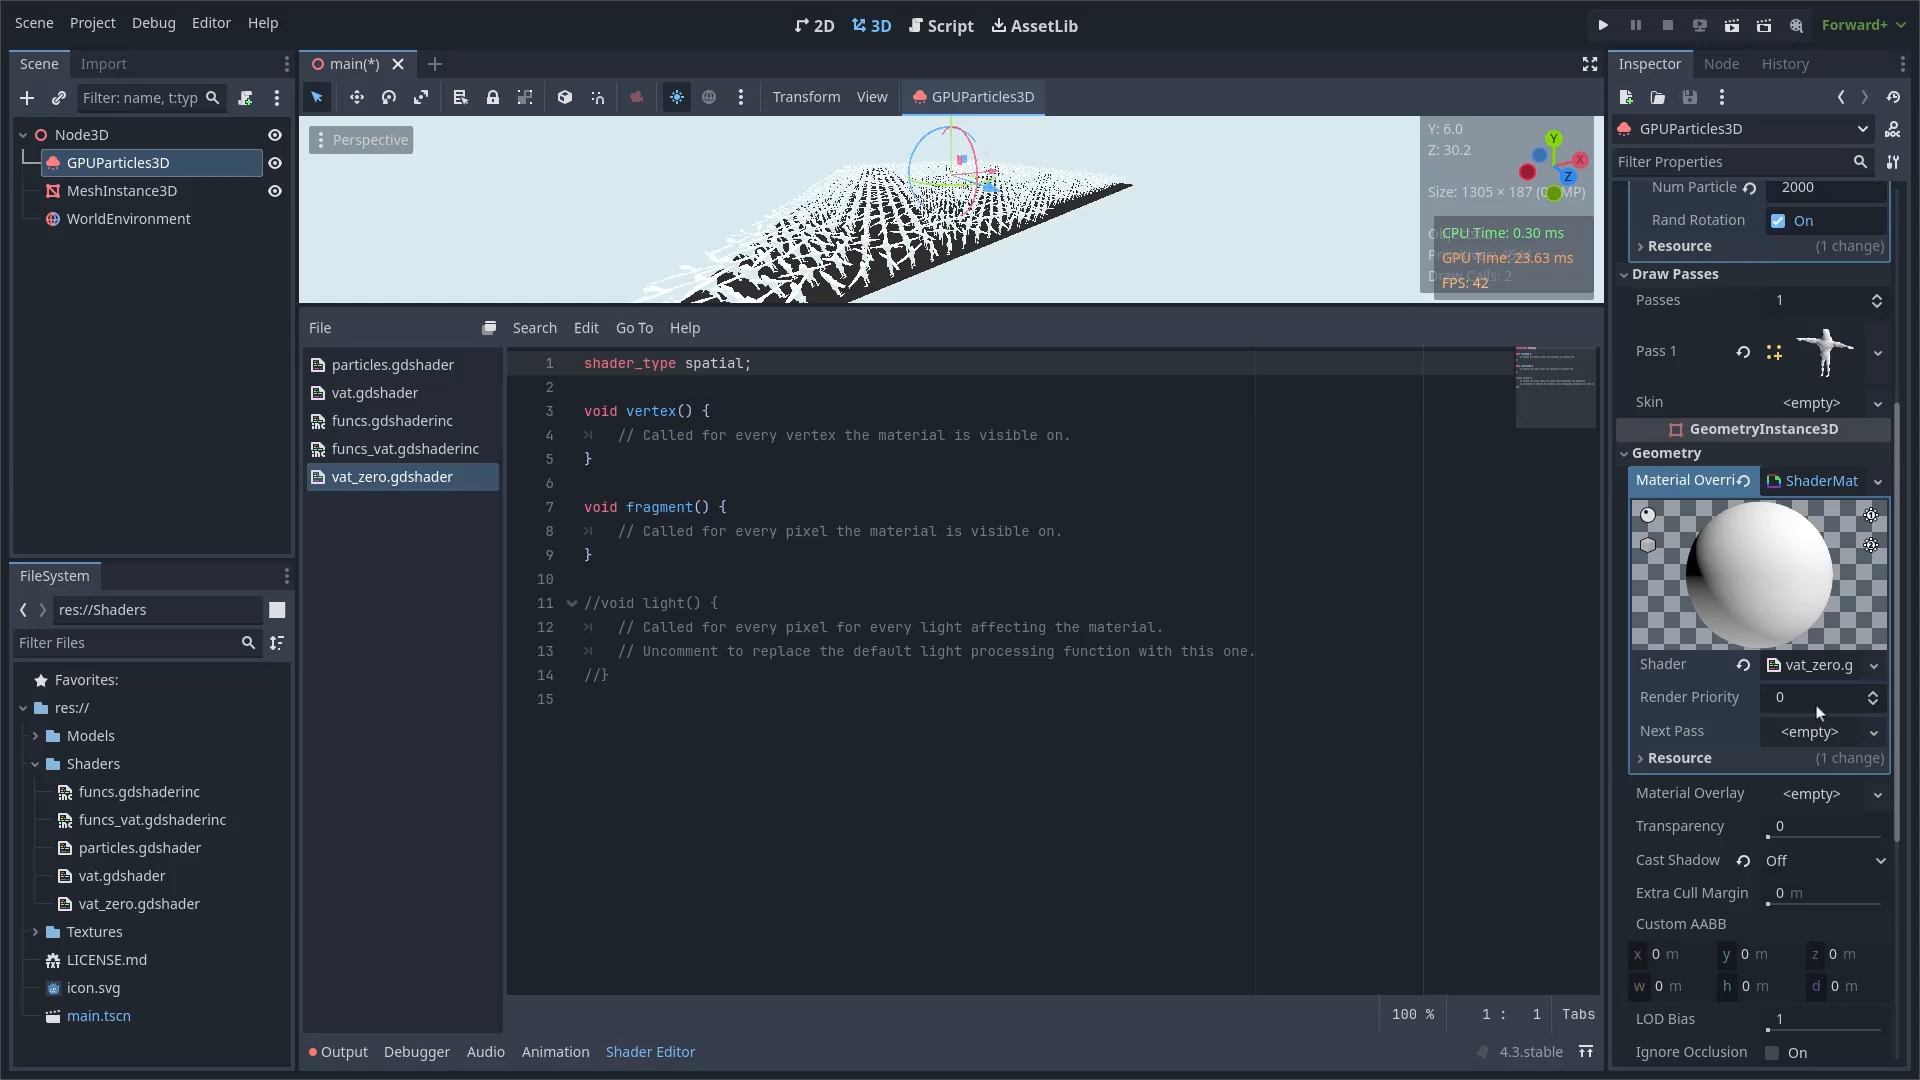 Scene Project Debug Editor Help
2D 3D Script AssetLib
Forward+
Scene Import
Filter: name, t:typ
Node3D
GPUParticles3D
MeshInstance3D
WorldEnvironment
FileSystem
res://Shaders
Filter Files
Favorites:
res://
Models
Shaders
funcs.gdshaderinc
funcs_vat.gdshaderinc
particles.gdshader
vat.gdshader
vat_zero.gdshader
Textures
LICENSE.md
icon.svg
main.tscn
main(*)
Transform View GPUParticles3D
Perspective
Y: 6.0
Z: 30.2
Y
X
Z
Size: 1305 × 187 (0 MP)
CPU Time: 0.30 ms
GPU Time: 23.63 ms
Draw Calls: 2
FPS: 42
File Search Edit Go To Help
particles.gdshader
vat.gdshader
funcs.gdshaderinc
funcs_vat.gdshaderinc
vat_zero.gdshader
1 shader_type spatial;
2
3 void vertex() {
4 // Called for every vertex the material is visible on.
5 }
6
7 void fragment() {
8 // Called for every pixel the material is visible on.
9 }
10
11 //void light() {
12 // Called for every pixel for every light affecting the material.
13 // Uncomment to replace the default light processing function with this one.
14 //}
15
100 % 1 : 1 Tabs
Output Debugger Audio Animation Shader Editor
4.3.stable
Inspector Node History
GPUParticles3D
Filter Properties
Num Particle 2000
Rand Rotation On
Resource (1 change)
Draw Passes
Passes 1
Pass 1
Skin <empty>
GeometryInstance3D
Geometry
Material Overri ShaderMat
Shader vat_zero.g
Render Priority 0
Next Pass <empty>
Resource (1 change)
Material Overlay <empty>
Transparency 0
Cast Shadow Off
Extra Cull Margin 0 m
Custom AABB
x 0 m y 0 m z 0 m
w 0 m h 0 m d 0 m
LOD Bias 1
Ignore Occlusion On